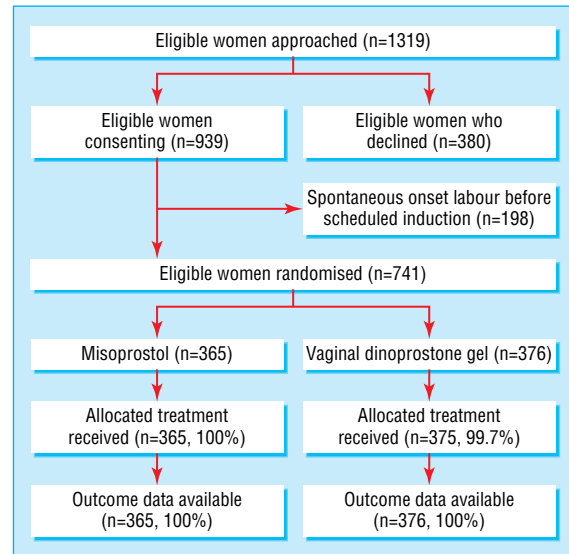 Eligible women approached (n=1319)
Eligible women
consenting (n=939)
Eligible women who
declined (n=380)
Spontaneous onset labour before
scheduled induction (n=198)
Eligible women randomised (n=741)
Misoprostol (n=365)
Vaginal dinoprostone gel (n=376)
Allocated treatment
received (n=365, 100%)
Allocated treatment
received (n=375, 99.7%)
Outcome data available
(n=365, 100%)
Outcome data available
(n=376, 100%)